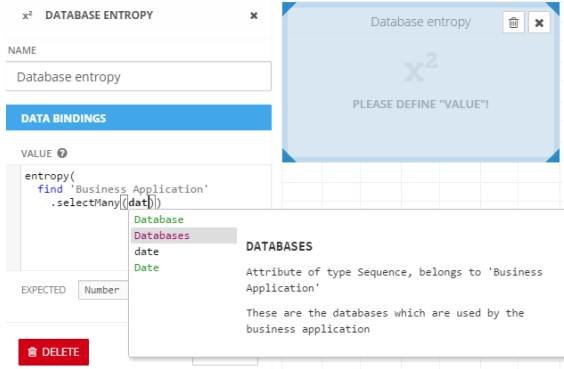 x² DATABASE ENTROPY
NAME
Database entropy
DATA BINDINGS
VALUE
entropy(
find 'Business Application'
.selectMany(dat))
Database
Databases
date
Date
DATABASES
Attribute of type Sequence, belongs to 'Business
Application'
These are the databases which are used by the
business application
EXPECTED Number
DELETE
Database entropy
x²
PLEASE DEFINE "VALUE"!